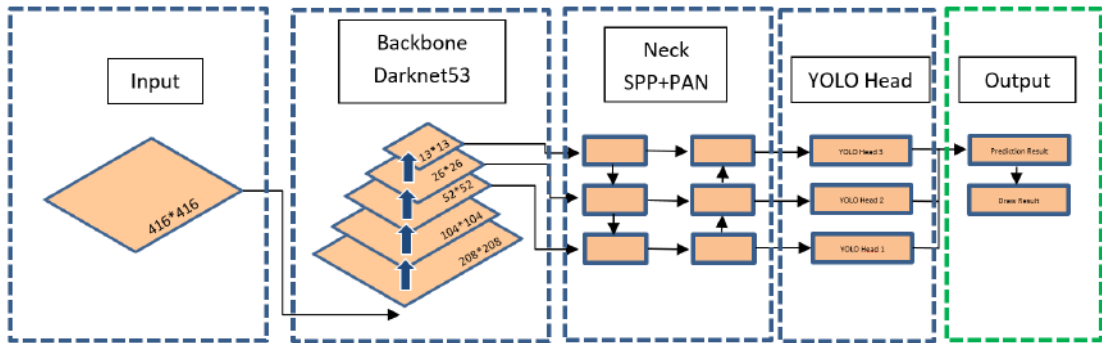 Input
416*416
Backbone
Darknet53
13*13
26*26
52*52
104*104
208*208
Neck
SPP+PAN
YOLO Head
YOLO Head 3
YOLO Head 2
YOLO Head 1
Output
Prediction Result
Draw Result